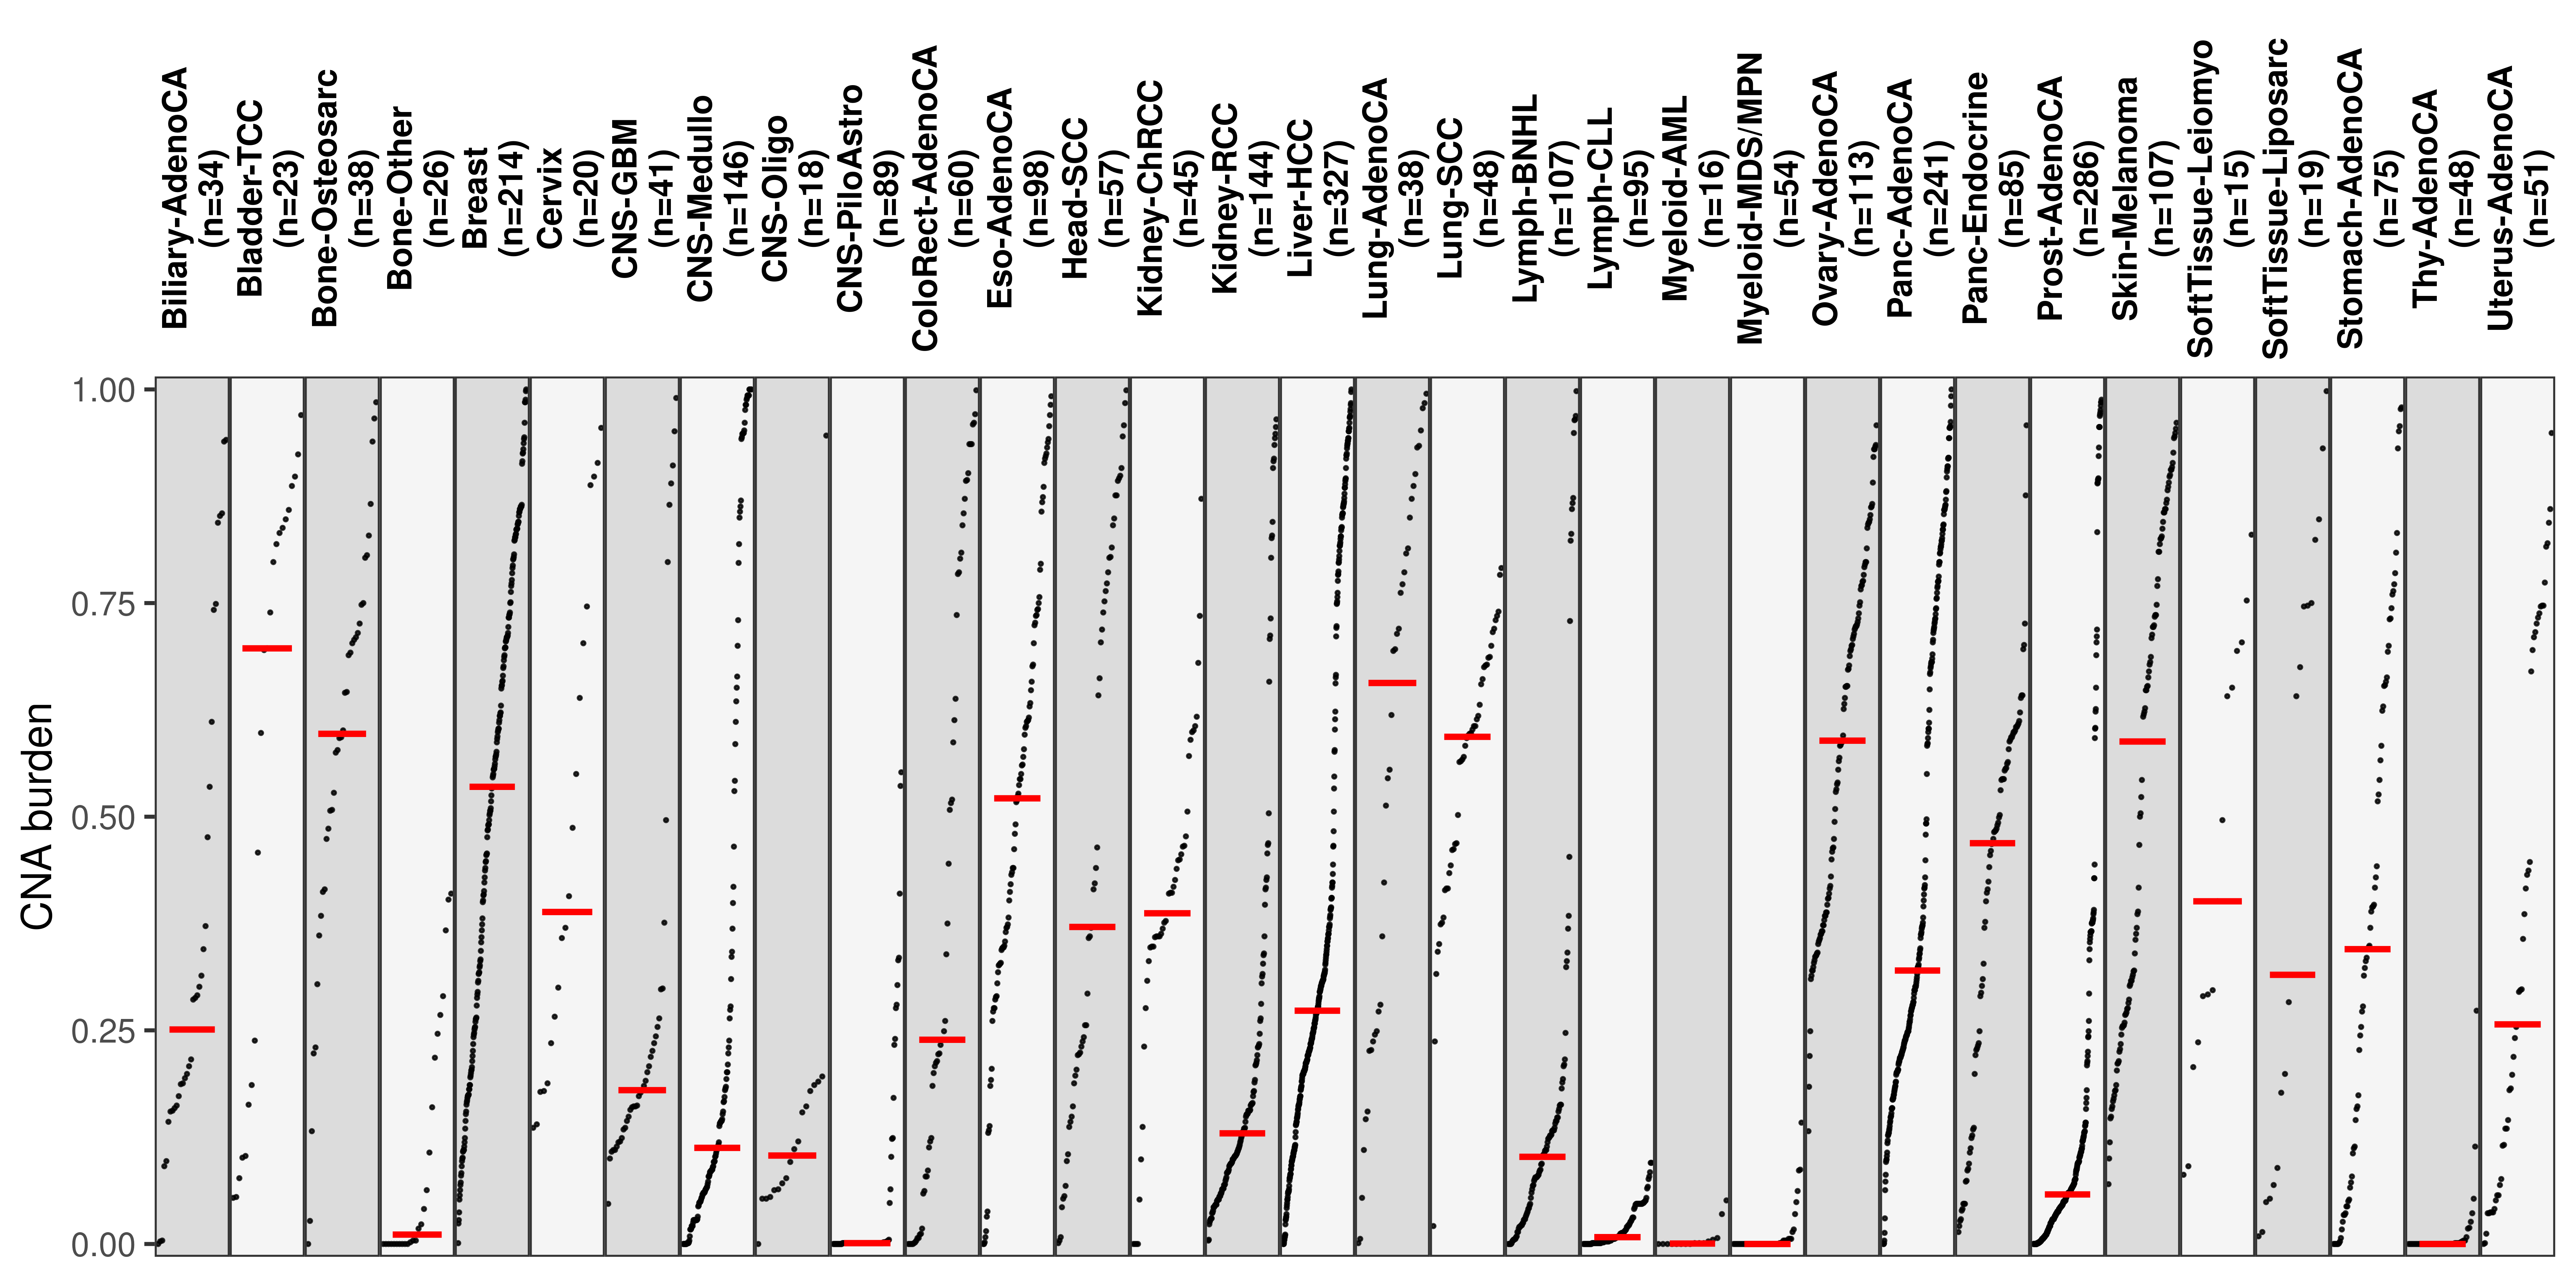 Biliary-AdenoCA
(n=34)
Bladder-TCC
(n=23)
Bone-Osteosarc
(n=38)
Bone-Other
(n=26)
Breast
(n=214)
Cervix
(n=20)
CNS-GBM
(n=41)
CNS-Medullo
(n=146)
CNS-Oligo
(n=18)
CNS-PiloAstro
(n=89)
ColoRect-AdenoCA
(n=60)
Eso-AdenoCA
(n=98)
Head-SCC
(n=57)
Kidney-ChRCC
(n=45)
Kidney-RCC
(n=144)
Liver-HCC
(n=327)
Lung-AdenoCA
(n=38)
Lung-SCC
(n=48)
Lymph-BNHL
(n=107)
Lymph-CLL
(n=95)
Myeloid-AML
(n=16)
Myeloid-MDS/MPN
(n=54)
Ovary-AdenoCA
(n=113)
Panc-AdenoCA
(n=241)
Panc-Endocrine
(n=85)
Prost-AdenoCA
(n=286)
Skin-Melanoma
(n=107)
SoftTissue-Leiomyo
(n=15)
SoftTissue-Liposarc
(n=19)
Stomach-AdenoCA
(n=75)
Thy-AdenoCA
(n=48)
Uterus-AdenoCA
(n=51)
CNA burden
1.00
0.75
0.50
0.25
0.00